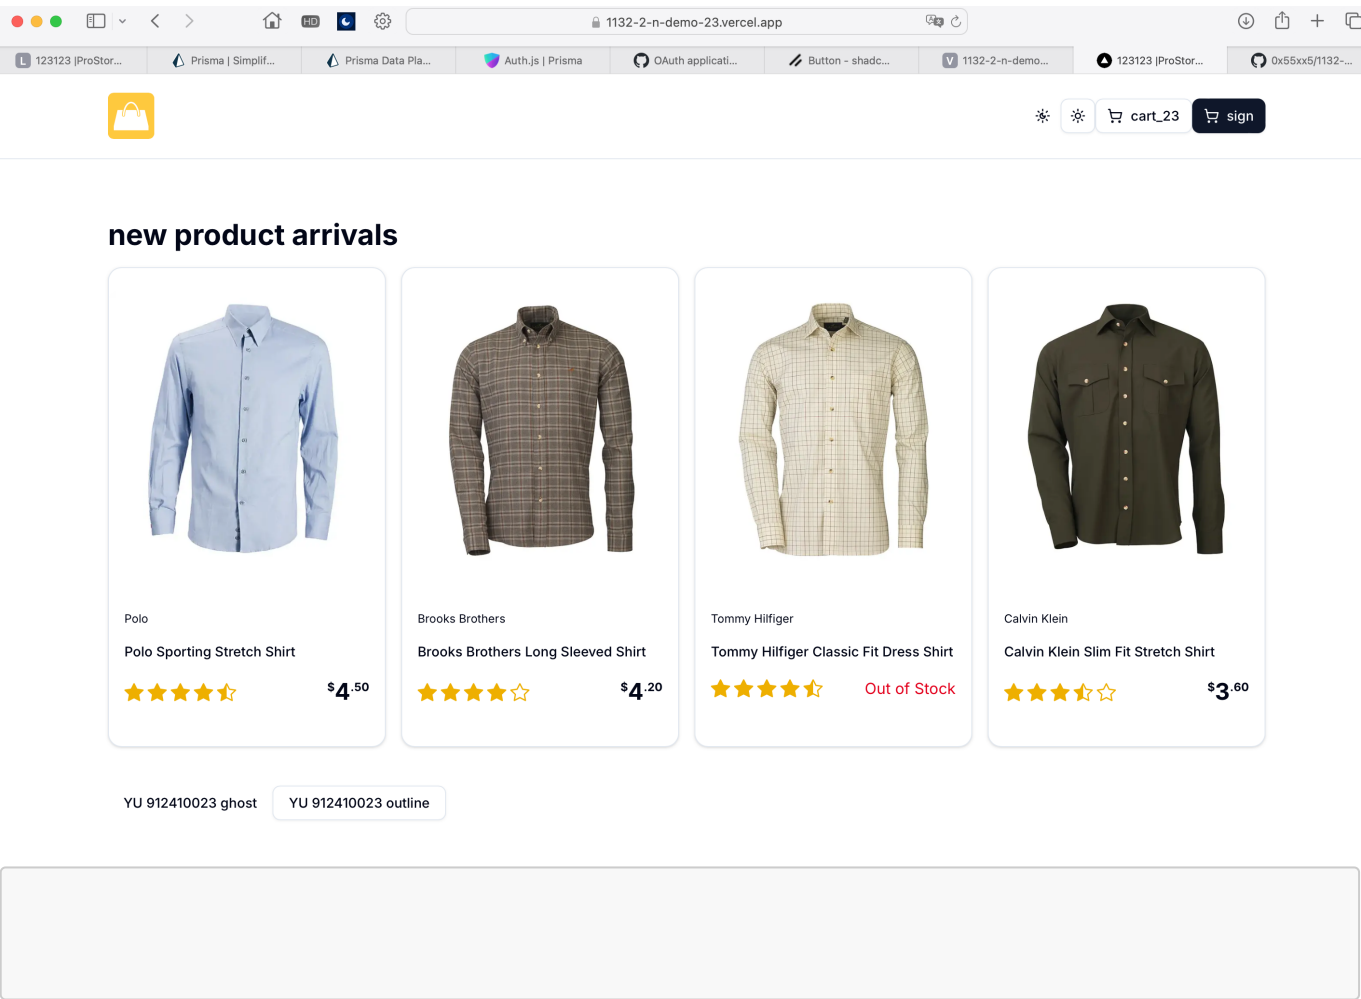 HD
1132-2-n-demo-23.vercel.app
L 123123 |ProStor...
Prisma | Simplif...
Prisma Data Pla...
Auth.js | Prisma
OAuth applicati...
Button - shadc...
V 1132-2-n-demo...
123123 |ProStor...
0x55xx5/1132-...
cart_23
sign
new product arrivals
Polo
Polo Sporting Stretch Shirt
$4.50
Brooks Brothers
Brooks Brothers Long Sleeved Shirt
$4.20
Tommy Hilfiger
Tommy Hilfiger Classic Fit Dress Shirt
Out of Stock
Calvin Klein
Calvin Klein Slim Fit Stretch Shirt
$3.60
YU 912410023 ghost
YU 912410023 outline